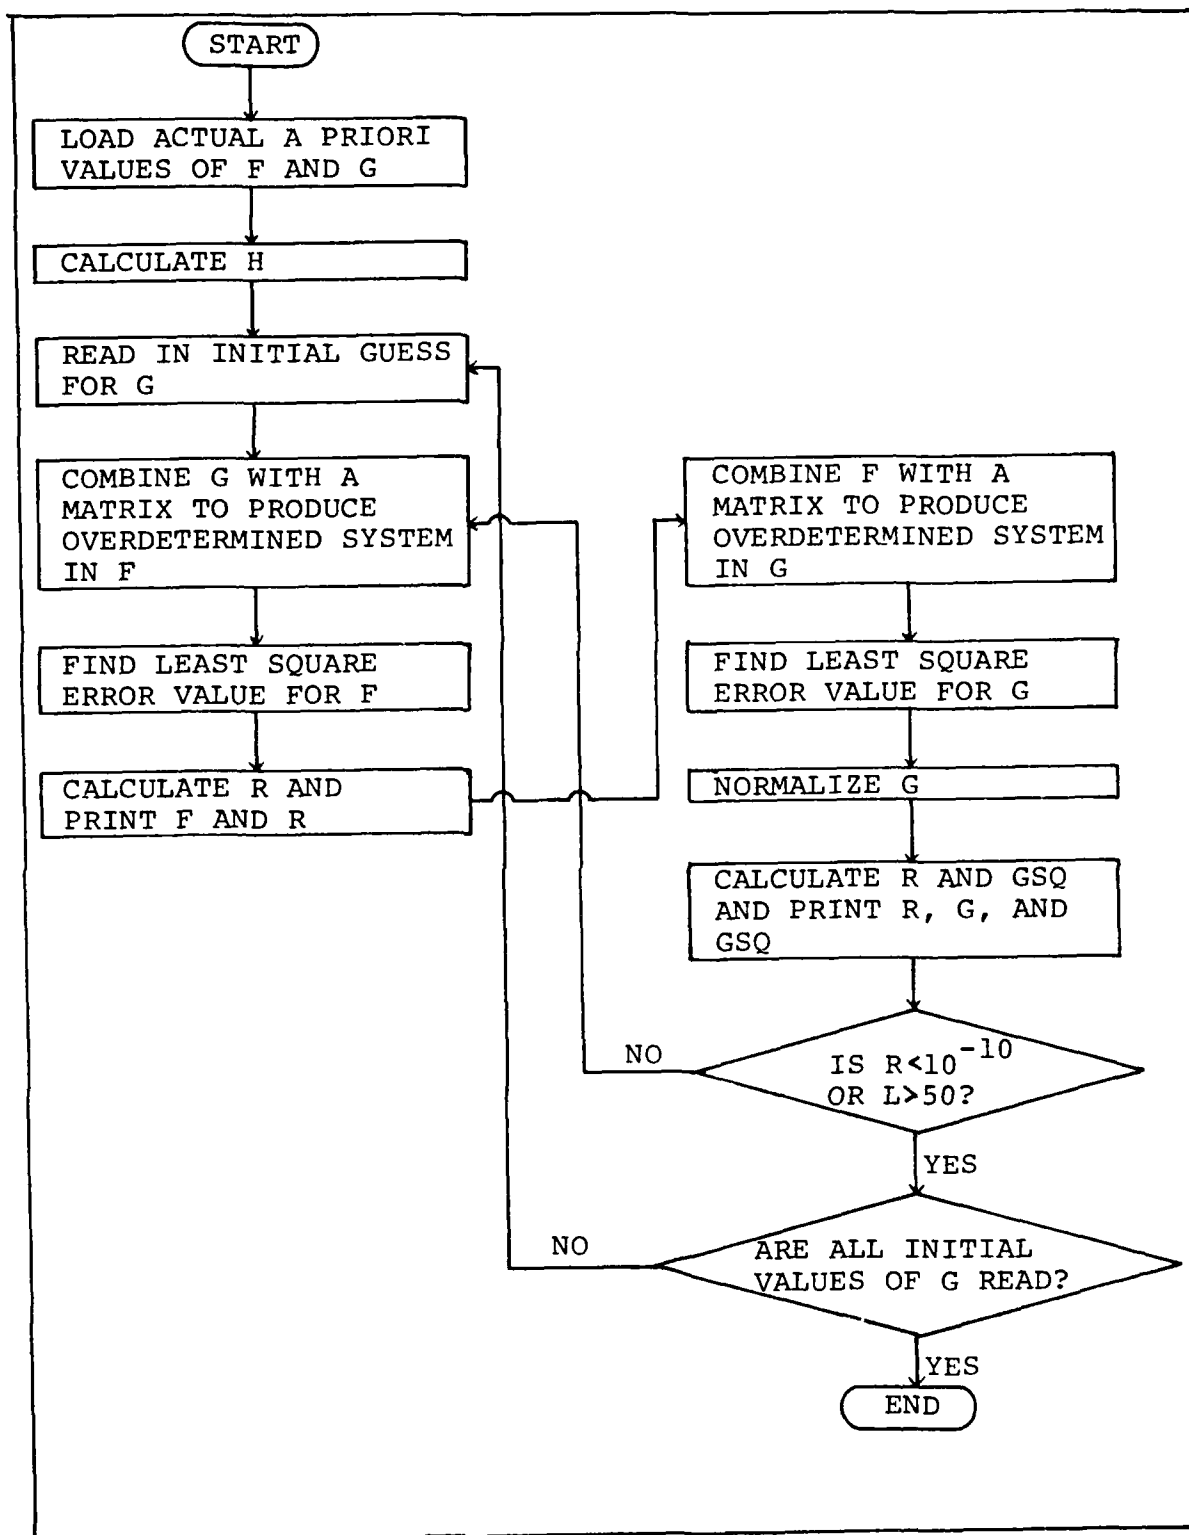 START
LOAD ACTUAL A PRIORI
VALUES OF F AND G
CALCULATE H
READ IN INITIAL GUESS
FOR G
COMBINE G WITH A
MATRIX TO PRODUCE
OVERDETERMINED SYSTEM
IN F
FIND LEAST SQUARE
ERROR VALUE FOR F
CALCULATE R AND
PRINT F AND R
COMBINE F WITH A
MATRIX TO PRODUCE
OVERDETERMINED SYSTEM
IN G
FIND LEAST SQUARE
ERROR VALUE FOR G
NORMALIZE G
CALCULATE R AND GSQ
AND PRINT R, G, AND
GSQ
NO
IS R<10^-10
OR L>50?
YES
NO
ARE ALL INITIAL
VALUES OF G READ?
YES
END